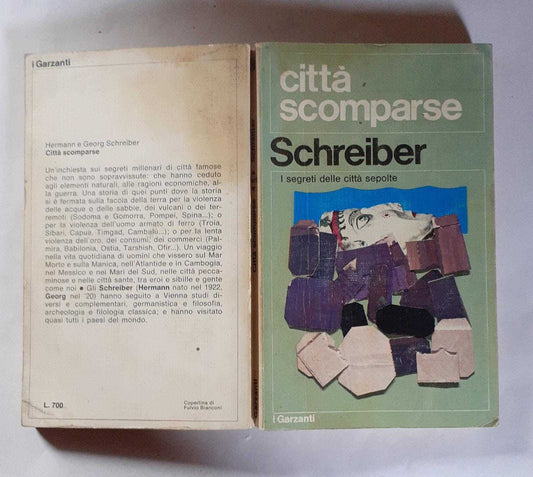 i Garzanti
Hermann e Georg Schreiber
Città scomparse
Un'inchiesta sui segreti millenari di città famose
che non sono sopravvissute: che hanno ceduto
agli elementi naturali, alle ragioni economiche, al-
la guerra. Una storia di quei punti dove la storia
si è fermata sulla faccia della terra per la violenza
delle acque o delle sabbie, dei vulcani o dei ter-
remoti (Sodoma e Gomorra, Pompei, Spina...); o
per la violenza dell'uomo armato di ferro (Troia,
Sibari, Capua, Timgad, Cambaluc...); o per la lenta
violenza dell'oro, dei consumi, dei commerci (Pal-
mira, Babilonia, Ostia, Tarshish, Ofir...). Un viaggio
nella vita quotidiana di uomini che vissero sul Mar
Morto e sulla Manica, nell'Atlantide e in Cambogia,
nel Messico e nei Mari del Sud, nelle città pecca-
minose e nelle città sante, tra eroi e sibille e gente
come noi ● Gli Schreiber (Hermann nato nel 1922,
Georg nel '20) hanno seguito a Vienna studi di-
versi e complementari, germanistica e filosofia,
archeologia e filologia classica; e hanno visitato
quasi tutti i paesi del mondo.
L. 700
Copertina di
Fulvio Bianconi
città
scomparse
Schreiber
I segreti delle città sepolte
i Garzanti